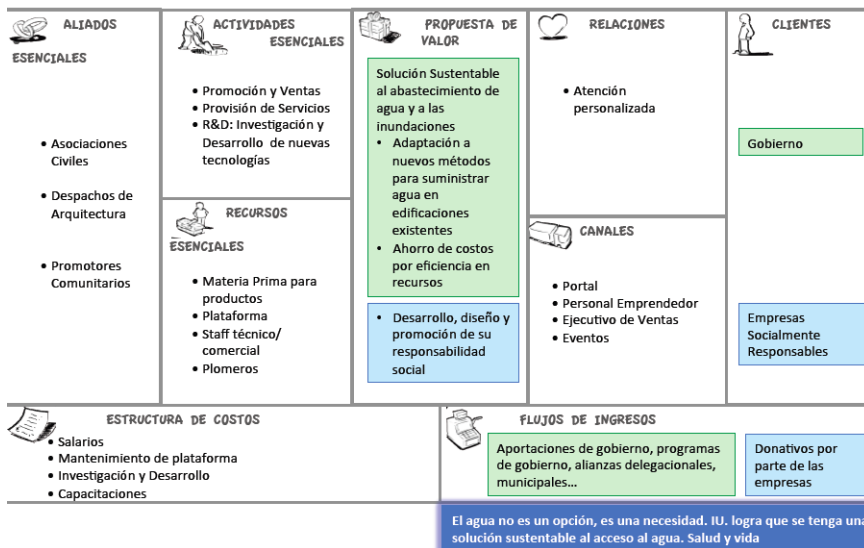 ALIADOS
ESENCIALES
• Asociaciones
Civiles
• Despachos de
Arquitectura
• Promotores
Comunitarios
ACTIVIDADES
ESENCIALES
• Promoción y Ventas
• Provisión de Servicios
• R&D: Investigación y
Desarrollo de nuevas
tecnologías
RECURSOS
ESENCIALES
• Materia Prima para
productos
• Plataforma
• Staff técnico/
comercial
• Plomeros
PROPUESTA DE
VALOR
Solución Sustentable
al abastecimiento de
agua y a las
inundaciones
• Adaptación a
nuevos métodos
para suministrar
agua en
edificaciones
existentes
• Ahorro de costos
por eficiencia en
recursos
• Desarrollo, diseño y
promoción de su
responsabilidad
social
RELACIONES
• Atención
personalizada
CANALES
• Portal
• Personal Emprendedor
• Ejecutivo de Ventas
• Eventos
CLIENTES
Gobierno
Empresas
Socialmente
Responsables
ESTRUCTURA DE COSTOS
• Salarios
• Mantenimiento de plataforma
• Investigación y Desarrollo
• Capacitaciones
FLUJOS DE INGRESOS
Aportaciones de gobierno, programas
de gobierno, alianzas delegacionales,
municipales...
Donativos por
parte de las
empresas
El agua no es un opción, es una necesidad. IU. logra que se tenga una
solución sustentable al acceso al agua. Salud y vida